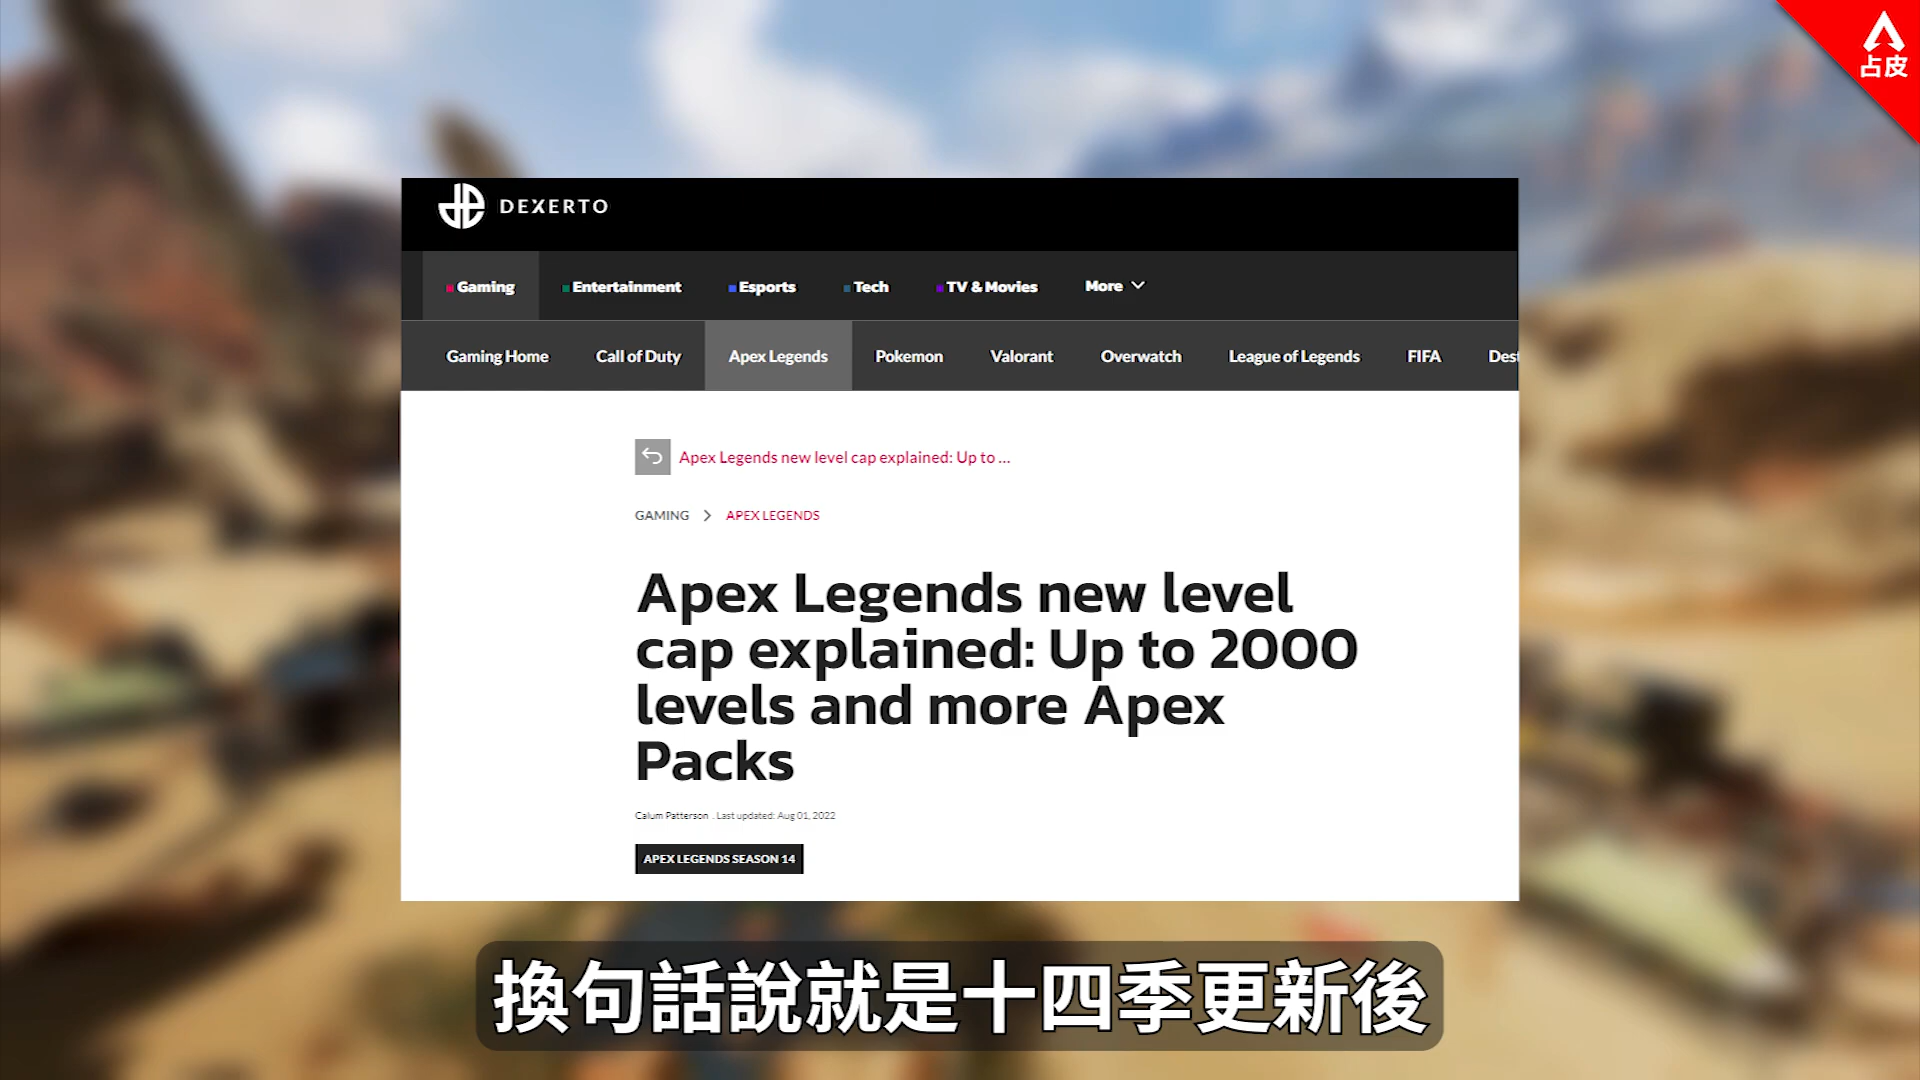 占皮
DEXERTO
Gaming Entertainment Esports Tech TV & Movies More
Gaming Home Call of Duty Apex Legends Pokemon Valorant Overwatch League of Legends FIFA Dest
Apex Legends new level cap explained: Up to ...
GAMING > APEX LEGENDS
Apex Legends new level
cap explained: Up to 2000
levels and more Apex
Packs
Calum Patterson . Last updated: Aug 01, 2022
APEX LEGENDS SEASON 14
換句話說就是十四季更新後